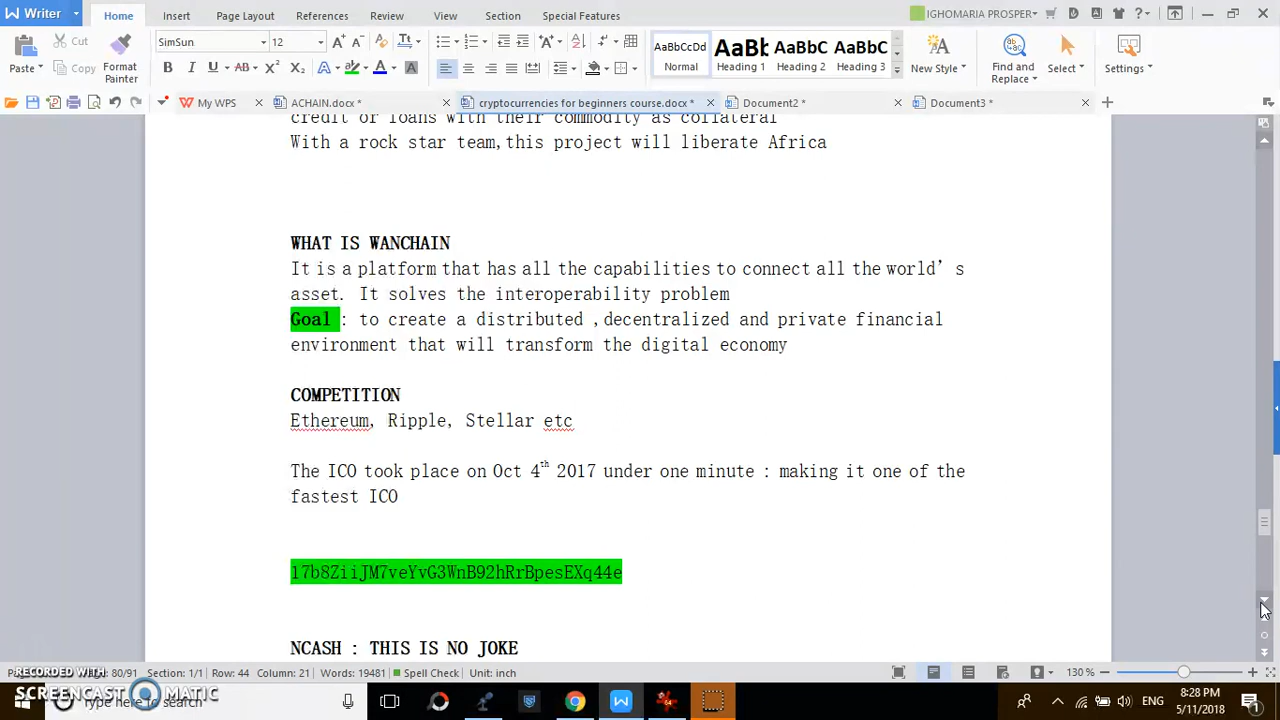 Writer
Home
Insert
Page Layout
References
Review
View
Section
Special Features
IGHOMARIA PROSPER
Paste
Cut
Copy
Format
Painter
SimSun
12
AaBbCcDd
Normal
AaBb
Heading 1
AaBbC
Heading 2
AaBbC
Heading 3
New Style
Find and
Replace
Select
Settings
My WPS
ACHAIN.docx *
cryptocurrencies for beginners course.docx *
Document2 *
Document3 *
credit or loans with their commodity as collateral
With a rock star team,this project will liberate Africa
WHAT IS WANCHAIN
It is a platform that has all the capabilities to connect all the world’s
asset. It solves the interoperability problem
Goal : to create a distributed ,decentralized and private financial
environment that will transform the digital economy
COMPETITION
Ethereum, Ripple, Stellar etc
The ICO took place on Oct 4th 2017 under one minute : making it one of the
fastest ICO
17b8ZiiJM7veYvG3WnB92hRrBpesEXq44e
NCASH : THIS IS NO JOKE
80/91
Section: 1/1
Row: 44
Column: 21
Words: 19481
Spell Check
Unit: inch
130 %
RECORDED WITH
SCREENCAST MATIC
Type here to search
ENG
8:28 PM
5/11/2018